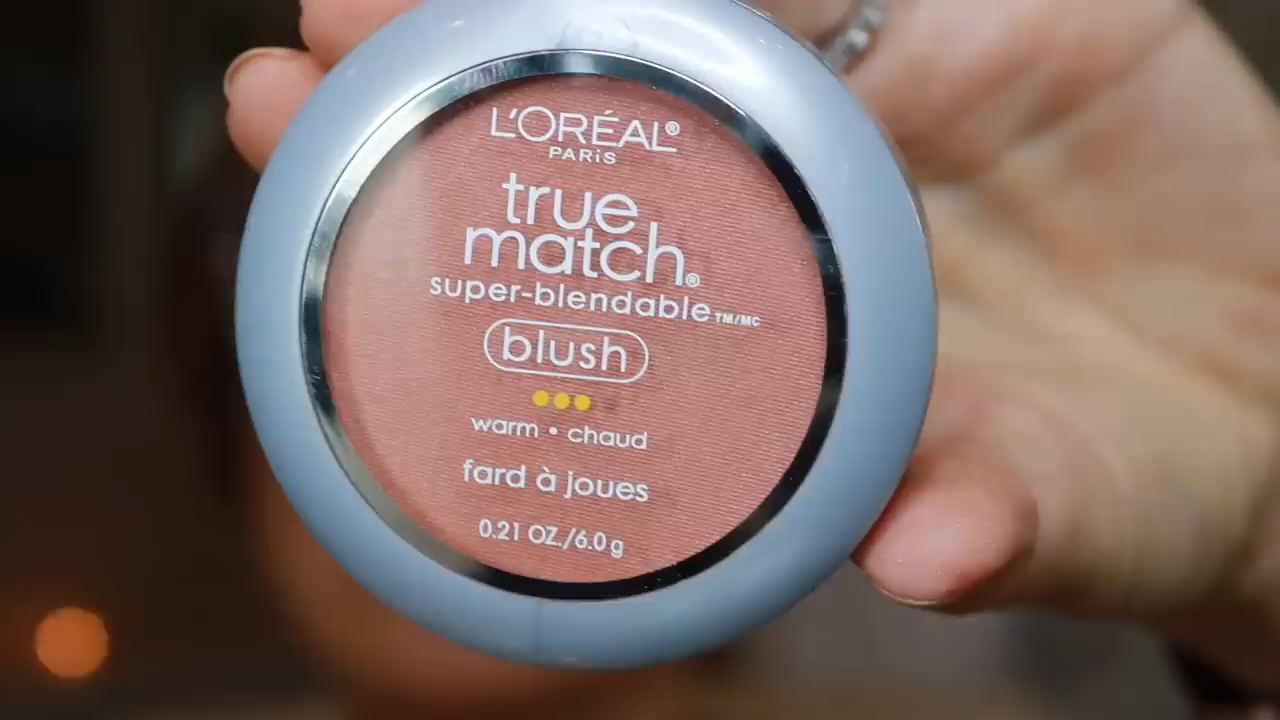 L'ORÉAL®
PARiS
true
match®
super-blendable™/MC
blush
warm • chaud
fard à joues
0.21 OZ./6.0 g